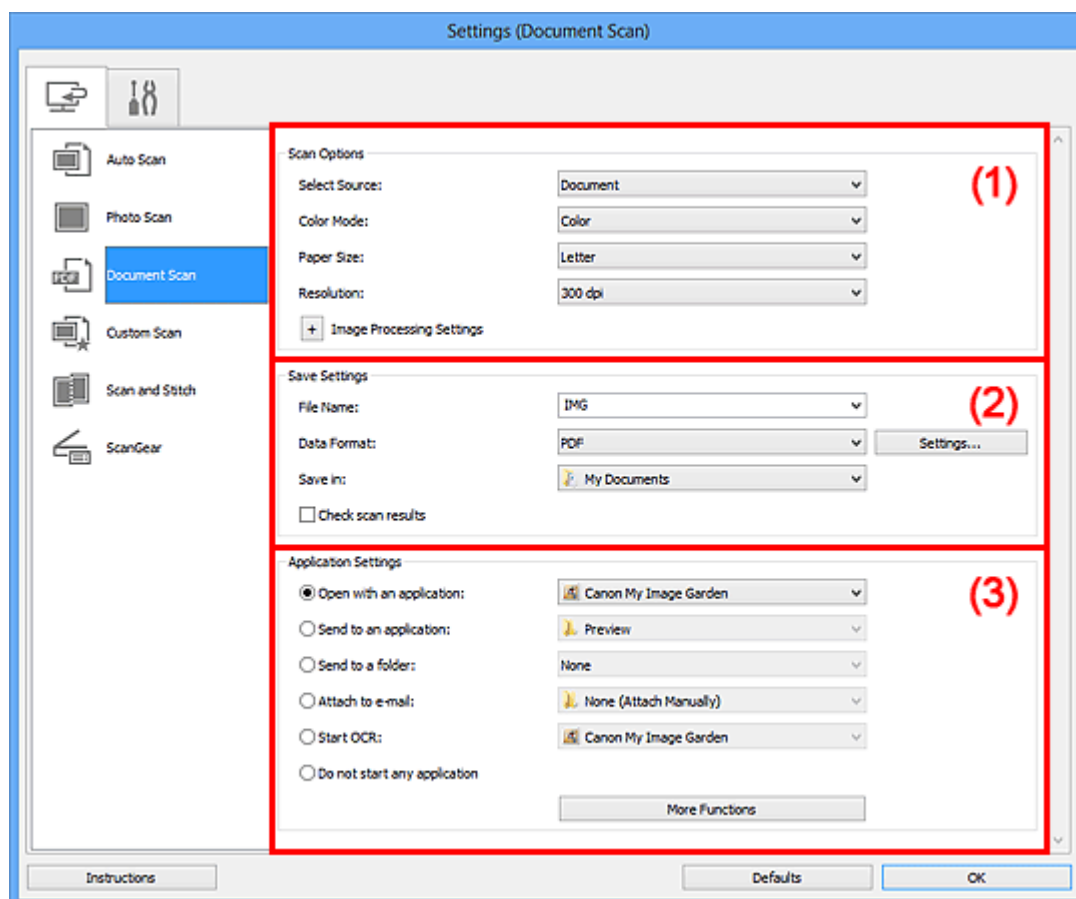 Settings (Document Scan)
Auto Scan
Photo Scan
PDF
Document Scan
Custom Scan
Scan and Stitch
ScanGear
Scan Options
(1)
Select Source: Document
Color Mode: Color
Paper Size: Letter
Resolution: 300 dpi
+ Image Processing Settings
Save Settings
(2)
File Name: IMG
Data Format: PDF Settings...
Save in: My Documents
Check scan results
Application Settings
(3)
Open with an application: Canon My Image Garden
Send to an application: Preview
Send to a folder: None
Attach to e-mail: None (Attach Manually)
Start OCR: Canon My Image Garden
Do not start any application
More Functions
Instructions Defaults OK